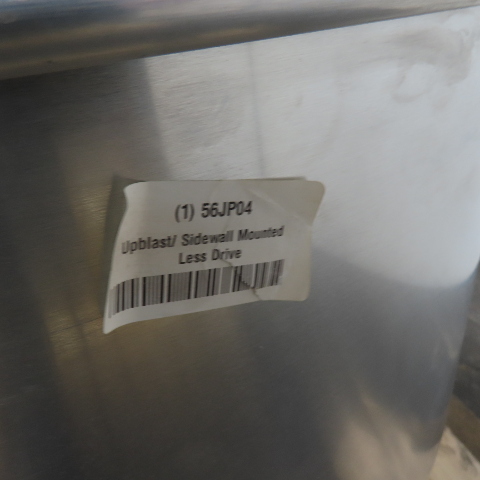 (1) 56JP04
Upblast/ Sidewall Mounted
Less Drive